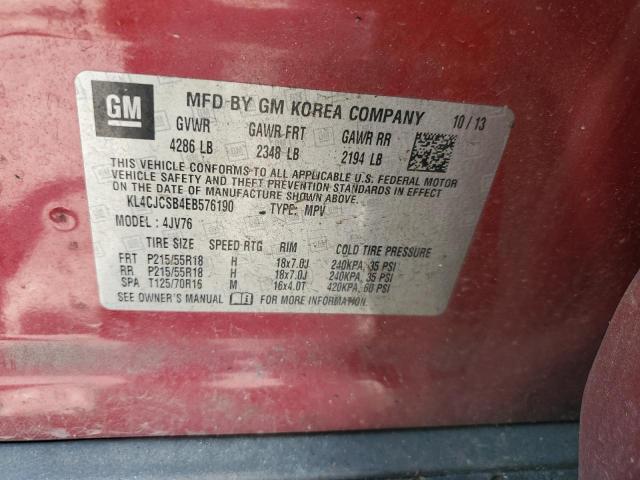 GM MFD BY GM KOREA COMPANY 10/13
GVWR GAWR FRT GAWR RR
4286 LB 2348 LB 2194 LB
THIS VEHICLE CONFORMS TO ALL APPLICABLE U.S. FEDERAL MOTOR
VEHICLE SAFETY AND THEFT PREVENTION STANDARDS IN EFFECT ON
THE DATE OF MANUFACTURE SHOWN ABOVE.
KL4CJCSB4EB576190 TYPE: MPV
MODEL: 4JV76
TIRE SIZE SPEED RTG RIM COLD TIRE PRESSURE
FRT P215/55R18 H 18x7.0J 240KPA, 35 PSI
RR P215/55R18 H 18x7.0J 240KPA, 35 PSI
SPA T125/70R16 M 16x4.0T 420KPA, 60 PSI
SEE OWNER'S MANUAL FOR MORE INFORMATION